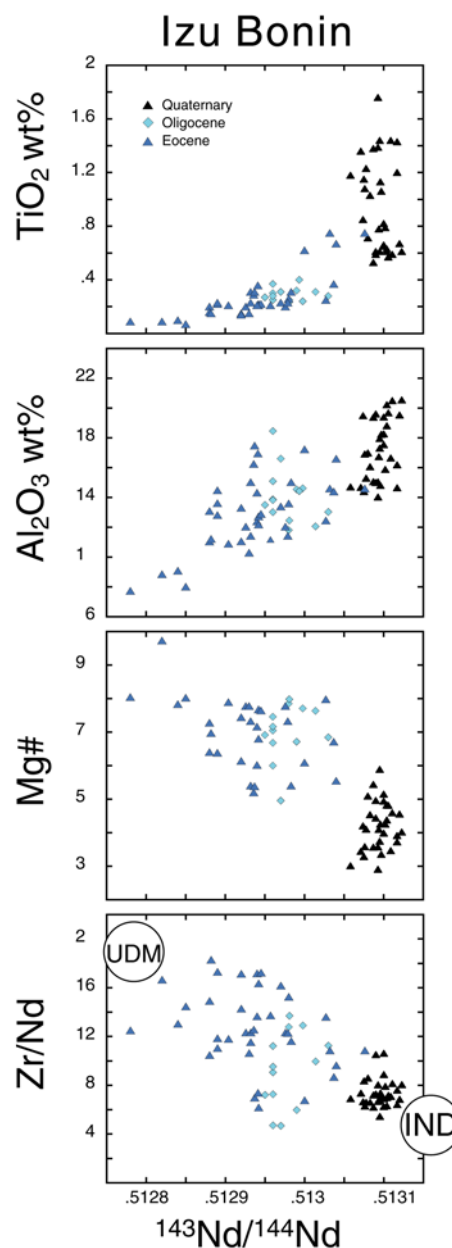 Izu Bonin
TiO2 wt%
2
1.6
1.2
.8
.4
Quaternary
Oligocene
Eocene
Al2O3 wt%
22
18
14
1
6
Mg#
9
7
5
3
Zr/Nd
2
16
12
8
4
UDM
IND
.5128 .5129 .513 .5131
143Nd/144Nd